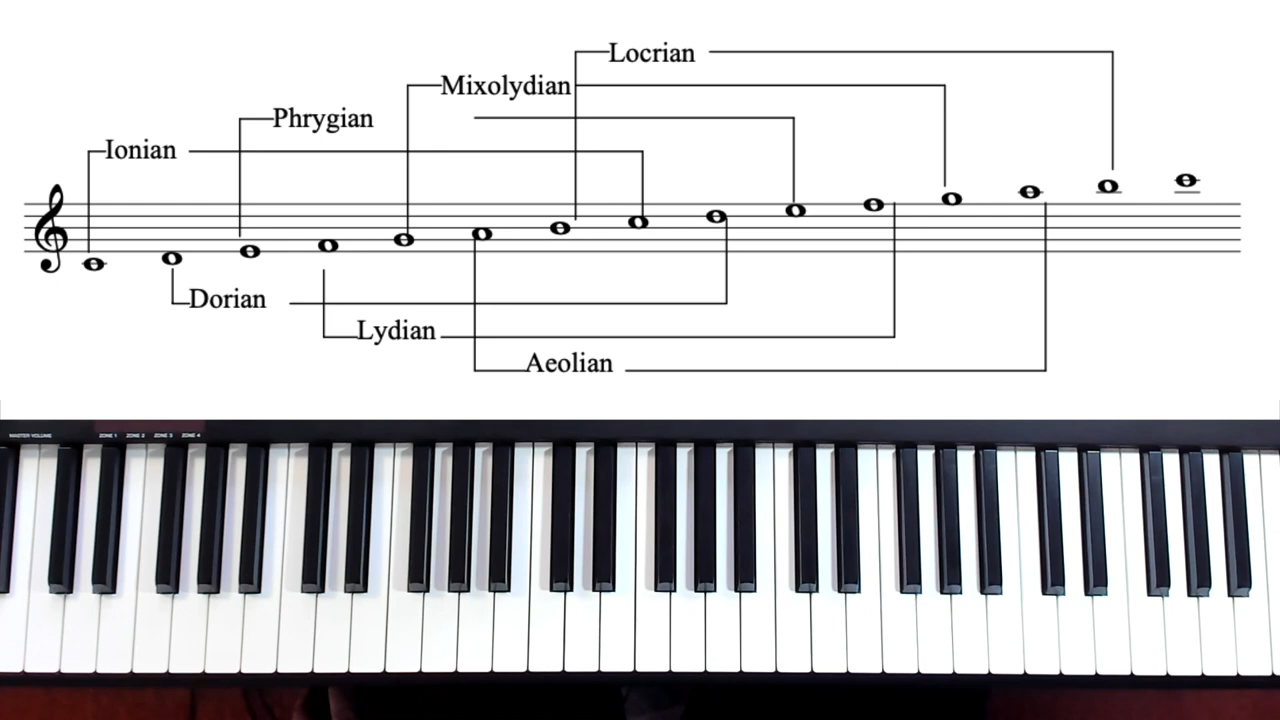 Locrian
Mixolydian
Phrygian
Ionian
Dorian
Lydian
Aeolian
MASTER VOLUME ZONE 1 ZONE 2 ZONE 3 ZONE 4